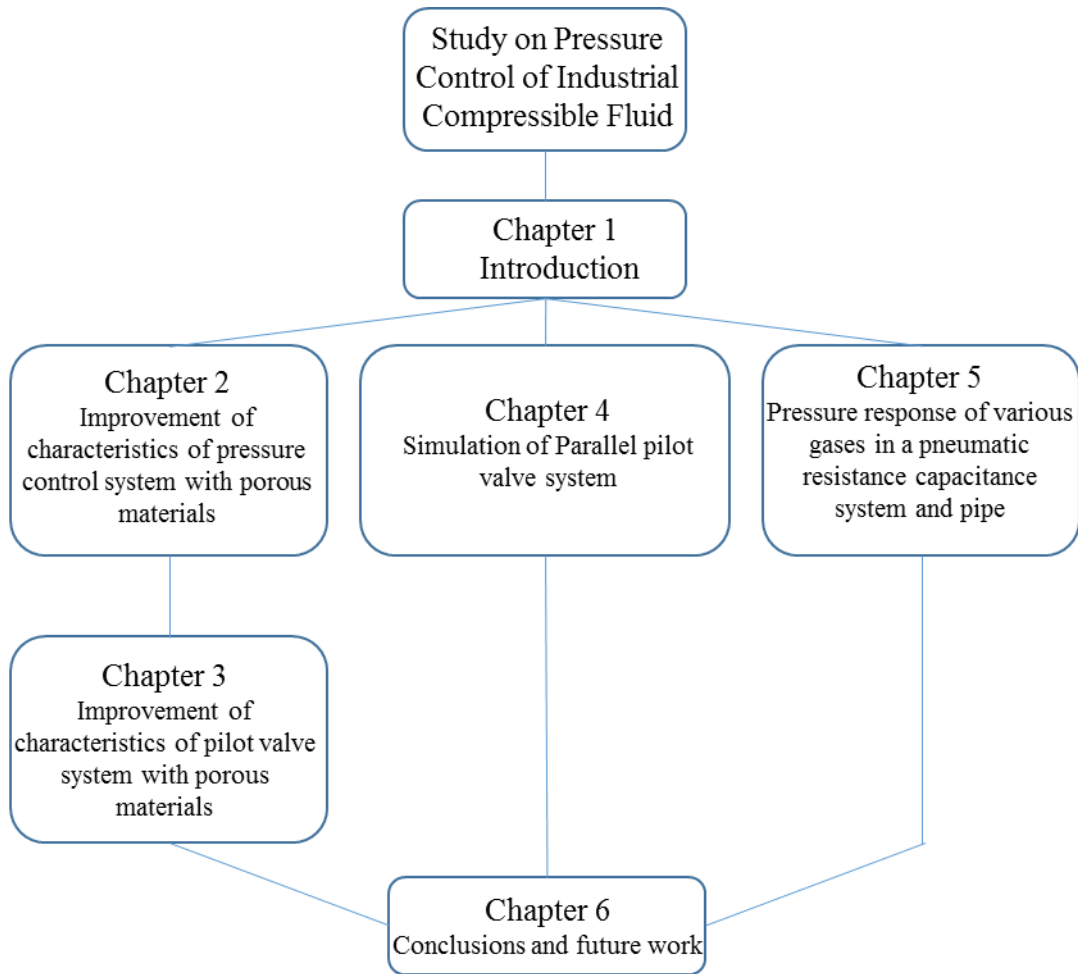 Study on Pressure
Control of Industrial
Compressible Fluid
Chapter 1
Introduction
Chapter 2
Improvement of
characteristics of pressure
control system with porous
materials
Chapter 4
Simulation of Parallel pilot
valve system
Chapter 5
Pressure response of various
gases in a pneumatic
resistance capacitance
system and pipe
Chapter 3
Improvement of
characteristics of pilot valve
system with porous
materials
Chapter 6
Conclusions and future work